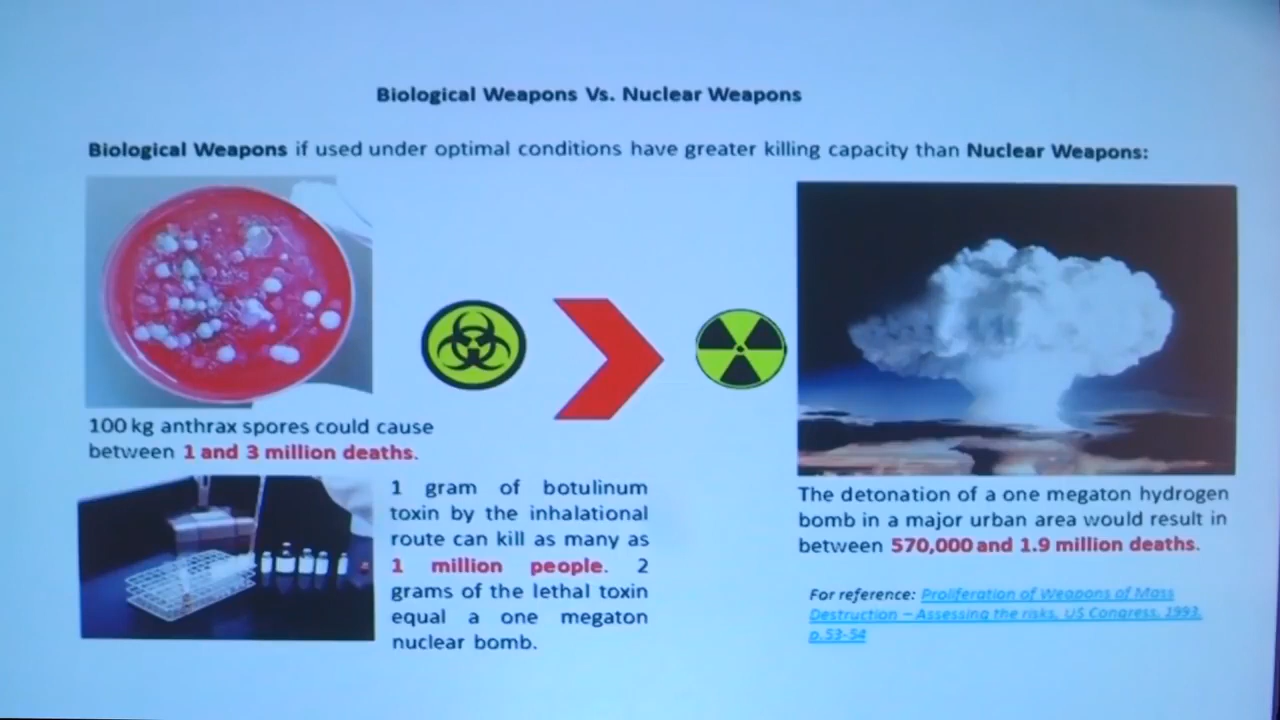 Biological Weapons Vs. Nuclear Weapons
Biological Weapons if used under optimal conditions have greater killing capacity than Nuclear Weapons:
100 kg anthrax spores could cause
between 1 and 3 million deaths.
1 gram of botulinum
toxin by the inhalational
route can kill as many as
1 million people. 2
grams of the lethal toxin
equal a one megaton
nuclear bomb.
The detonation of a one megaton hydrogen
bomb in a major urban area would result in
between 570,000 and 1.9 million deaths.
For reference: Proliferation of Weapons of Mass
Destruction – Assessing the risks, US Congress, 1993,
p.53-54